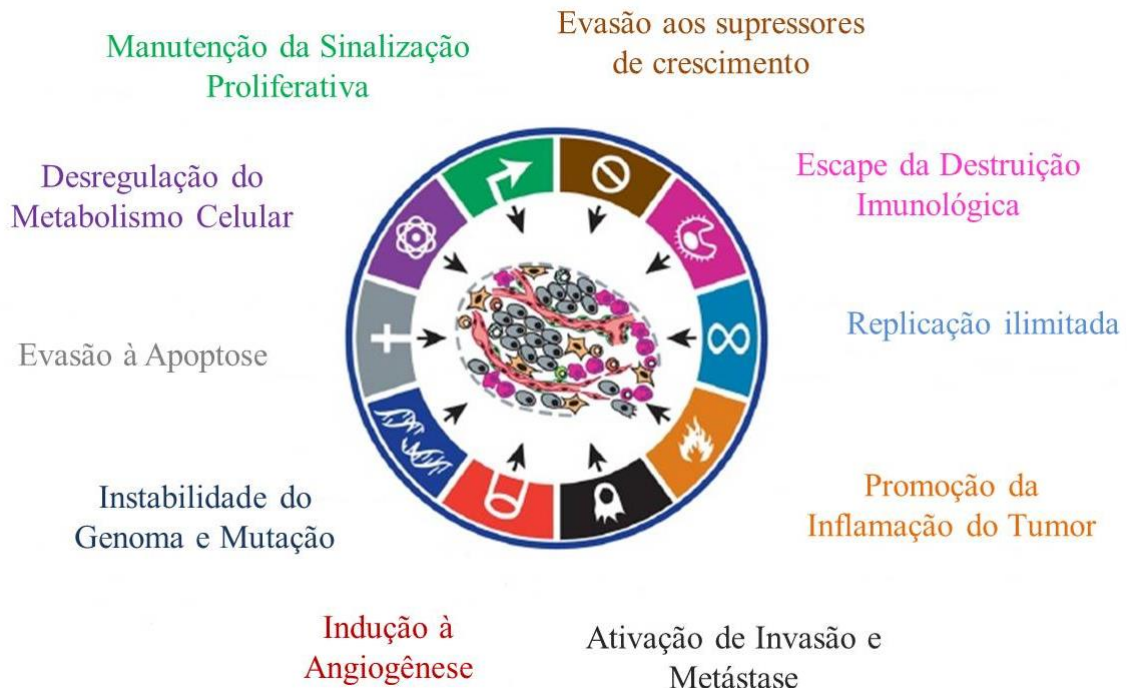 Manutenção da Sinalização
Proliferativa
Evasão aos supressores
de crescimento
Desregulação do
Metabolismo Celular
Escape da Destruição
Imunológica
Evasão à Apoptose
Replicação ilimitada
Instabilidade do
Genoma e Mutação
Promoção da
Inflamação do Tumor
Indução à
Angiogênese
Ativação de Invasão e
Metástase